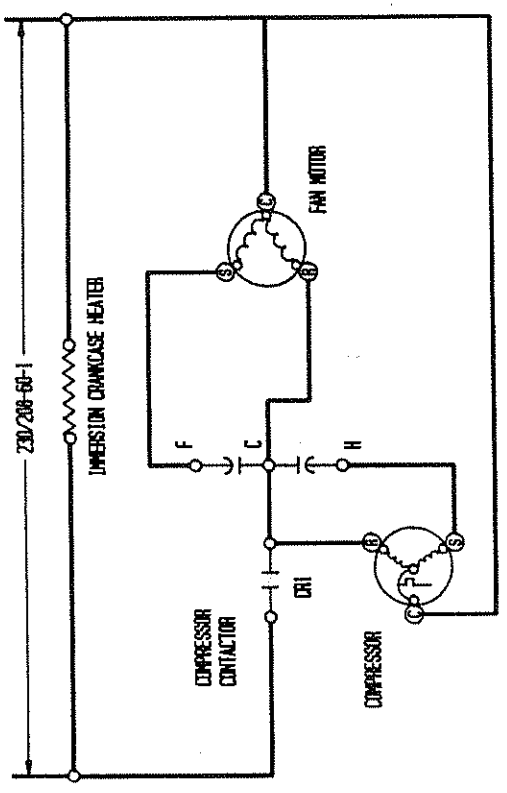 230/208-60-1
IMMERSION CRANKCASE HEATER
FAN MOTOR
C
S
R
F
C
H
COMPRESSOR
CONTACTOR
CR1
R
S
C
COMPRESSOR